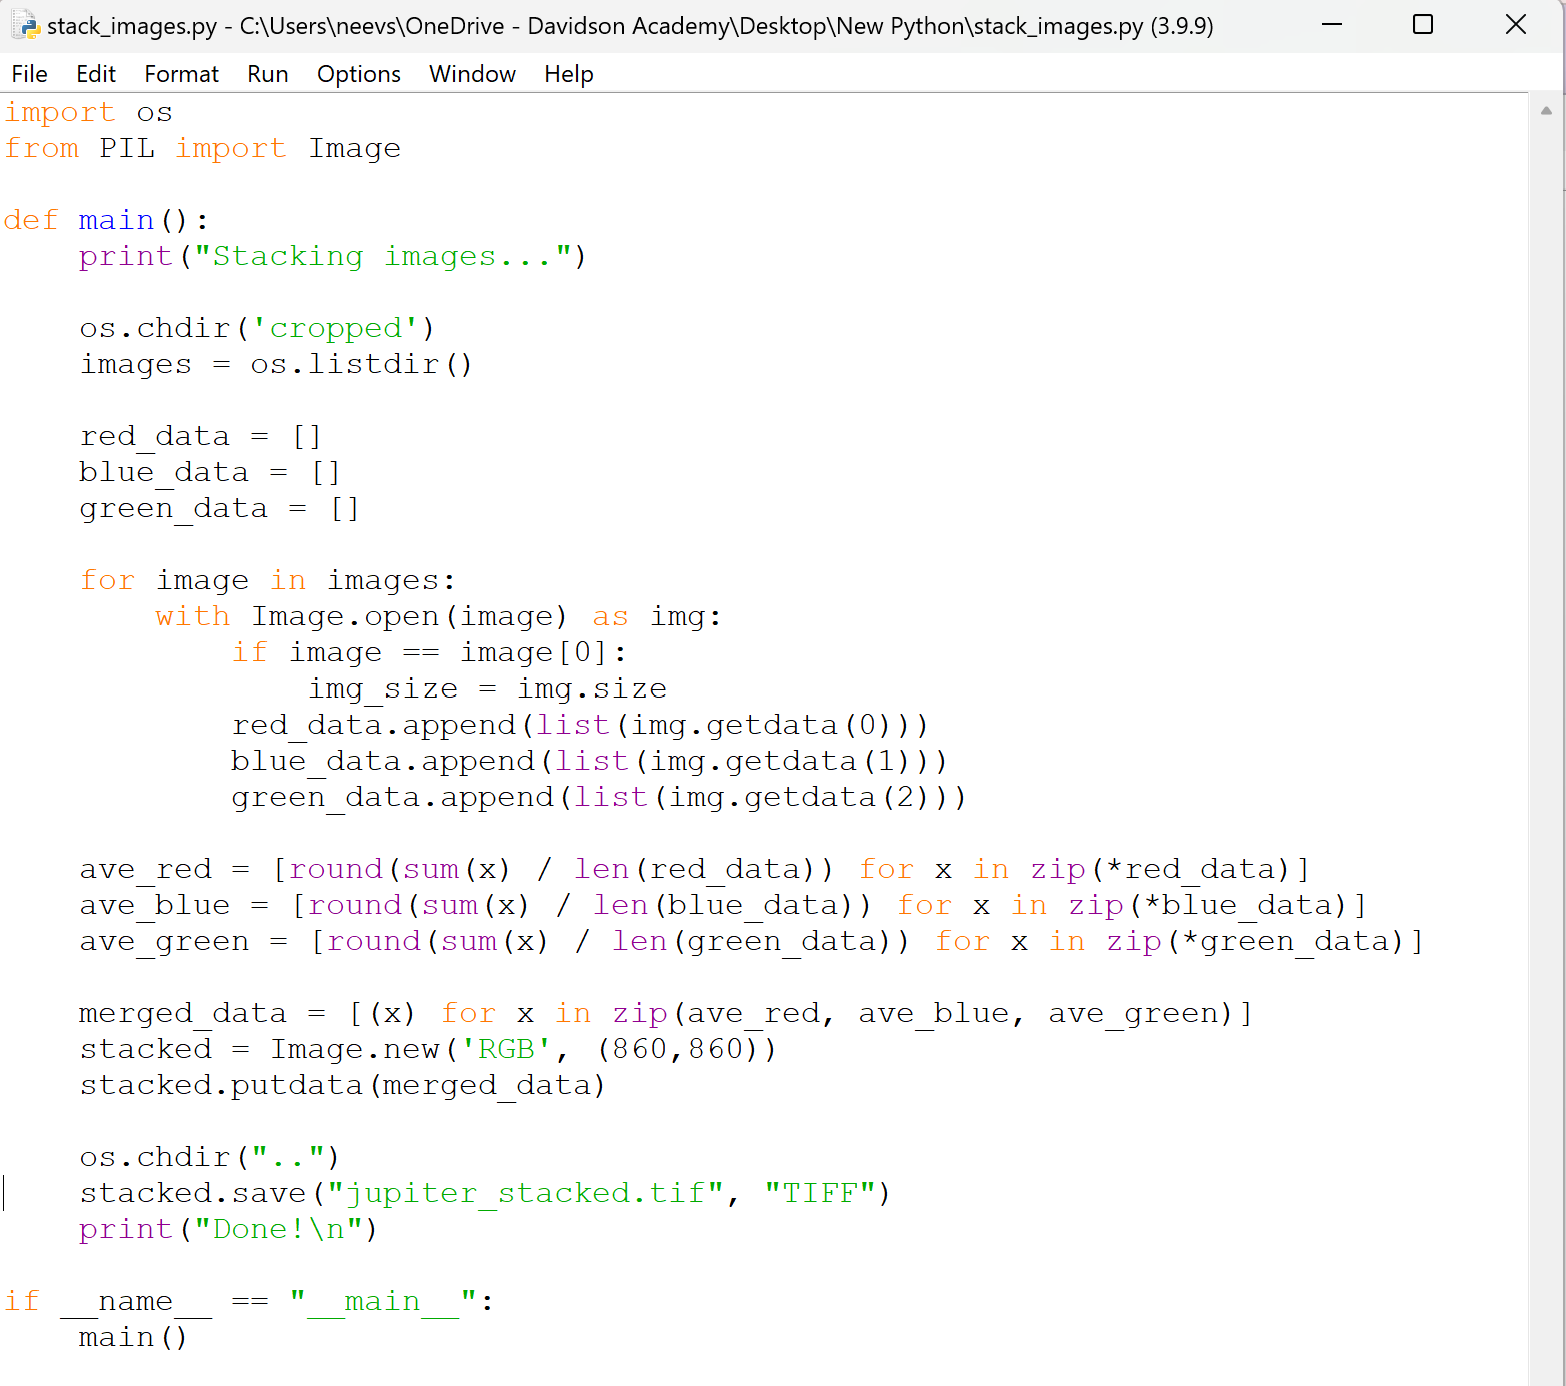 stack_images.py - C:\Users\neevs\OneDrive - Davidson Academy\Desktop\New Python\stack_images.py (3.9.9)
File Edit Format Run Options Window Help
import os
from PIL import Image

def main():
    print("Stacking images...")

    os.chdir('cropped')
    images = os.listdir()

    red_data = []
    blue_data = []
    green_data = []

    for image in images:
        with Image.open(image) as img:
            if image == image[0]:
                img_size = img.size
            red_data.append(list(img.getdata(0)))
            blue_data.append(list(img.getdata(1)))
            green_data.append(list(img.getdata(2)))

    ave_red = [round(sum(x) / len(red_data)) for x in zip(*red_data)]
    ave_blue = [round(sum(x) / len(blue_data)) for x in zip(*blue_data)]
    ave_green = [round(sum(x) / len(green_data)) for x in zip(*green_data)]

    merged_data = [(x) for x in zip(ave_red, ave_blue, ave_green)]
    stacked = Image.new('RGB', (860,860))
    stacked.putdata(merged_data)

    os.chdir("..")
    stacked.save("jupiter_stacked.tif", "TIFF")
    print("Done!\n")

if __name__ == "__main__":
    main()